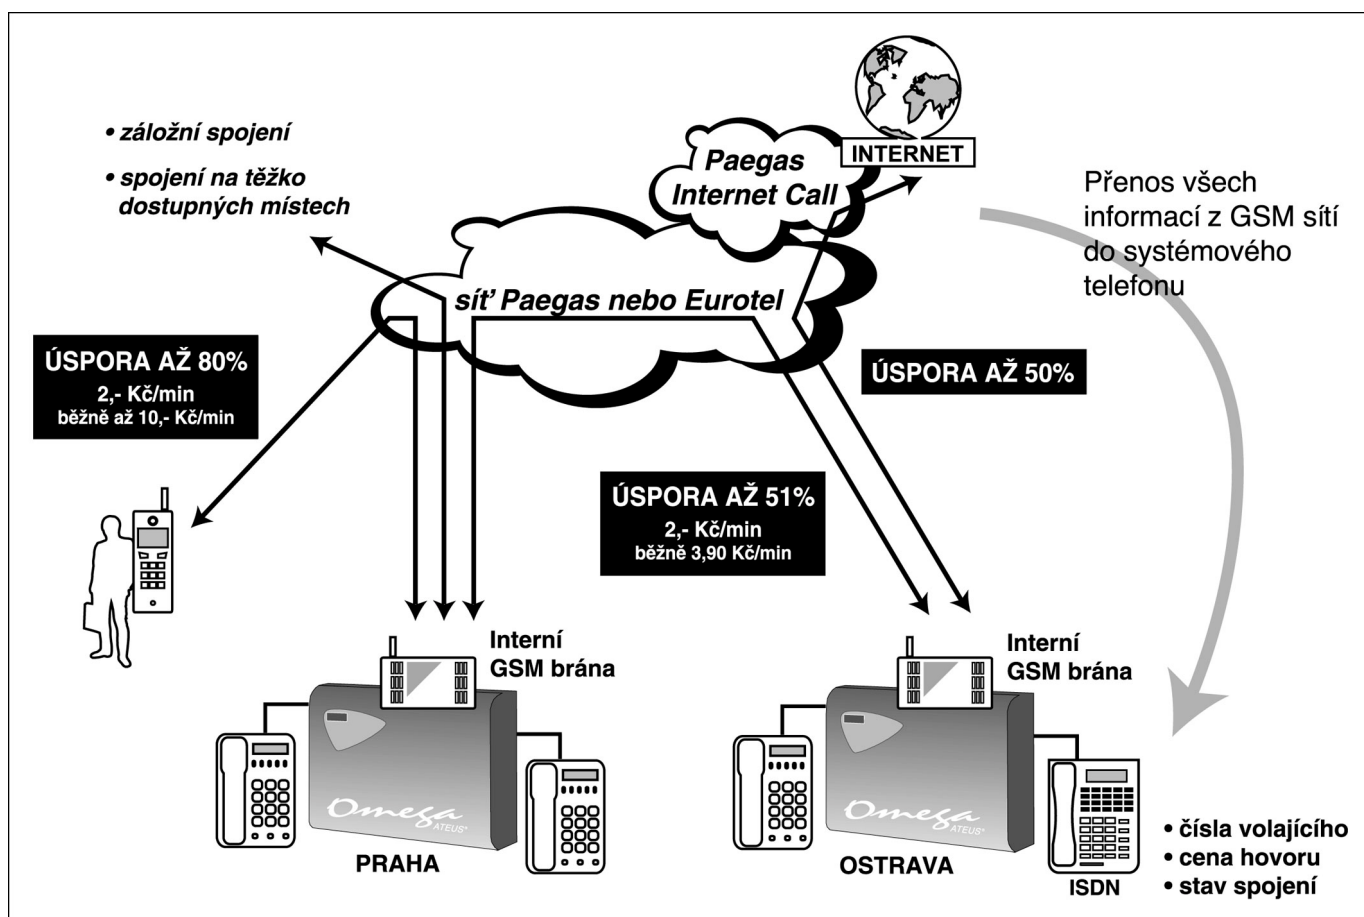 • záložní spojení
• spojení na těžko
dostupných místech
Paegas
Internet Call
INTERNET
Přenos všech
informací z GSM sítí
do systémového
telefonu
síť Paegas nebo Eurotel
ÚSPORA AŽ 80%
2,- Kč/min
běžně až 10,- Kč/min
ÚSPORA AŽ 50%
ÚSPORA AŽ 51%
2,- Kč/min
běžně 3,90 Kč/min
Interní
GSM brána
Interní
GSM brána
Omega
ATEUS®
Omega
ATEUS®
PRAHA
OSTRAVA
ISDN
• čísla volajícího
• cena hovoru
• stav spojení